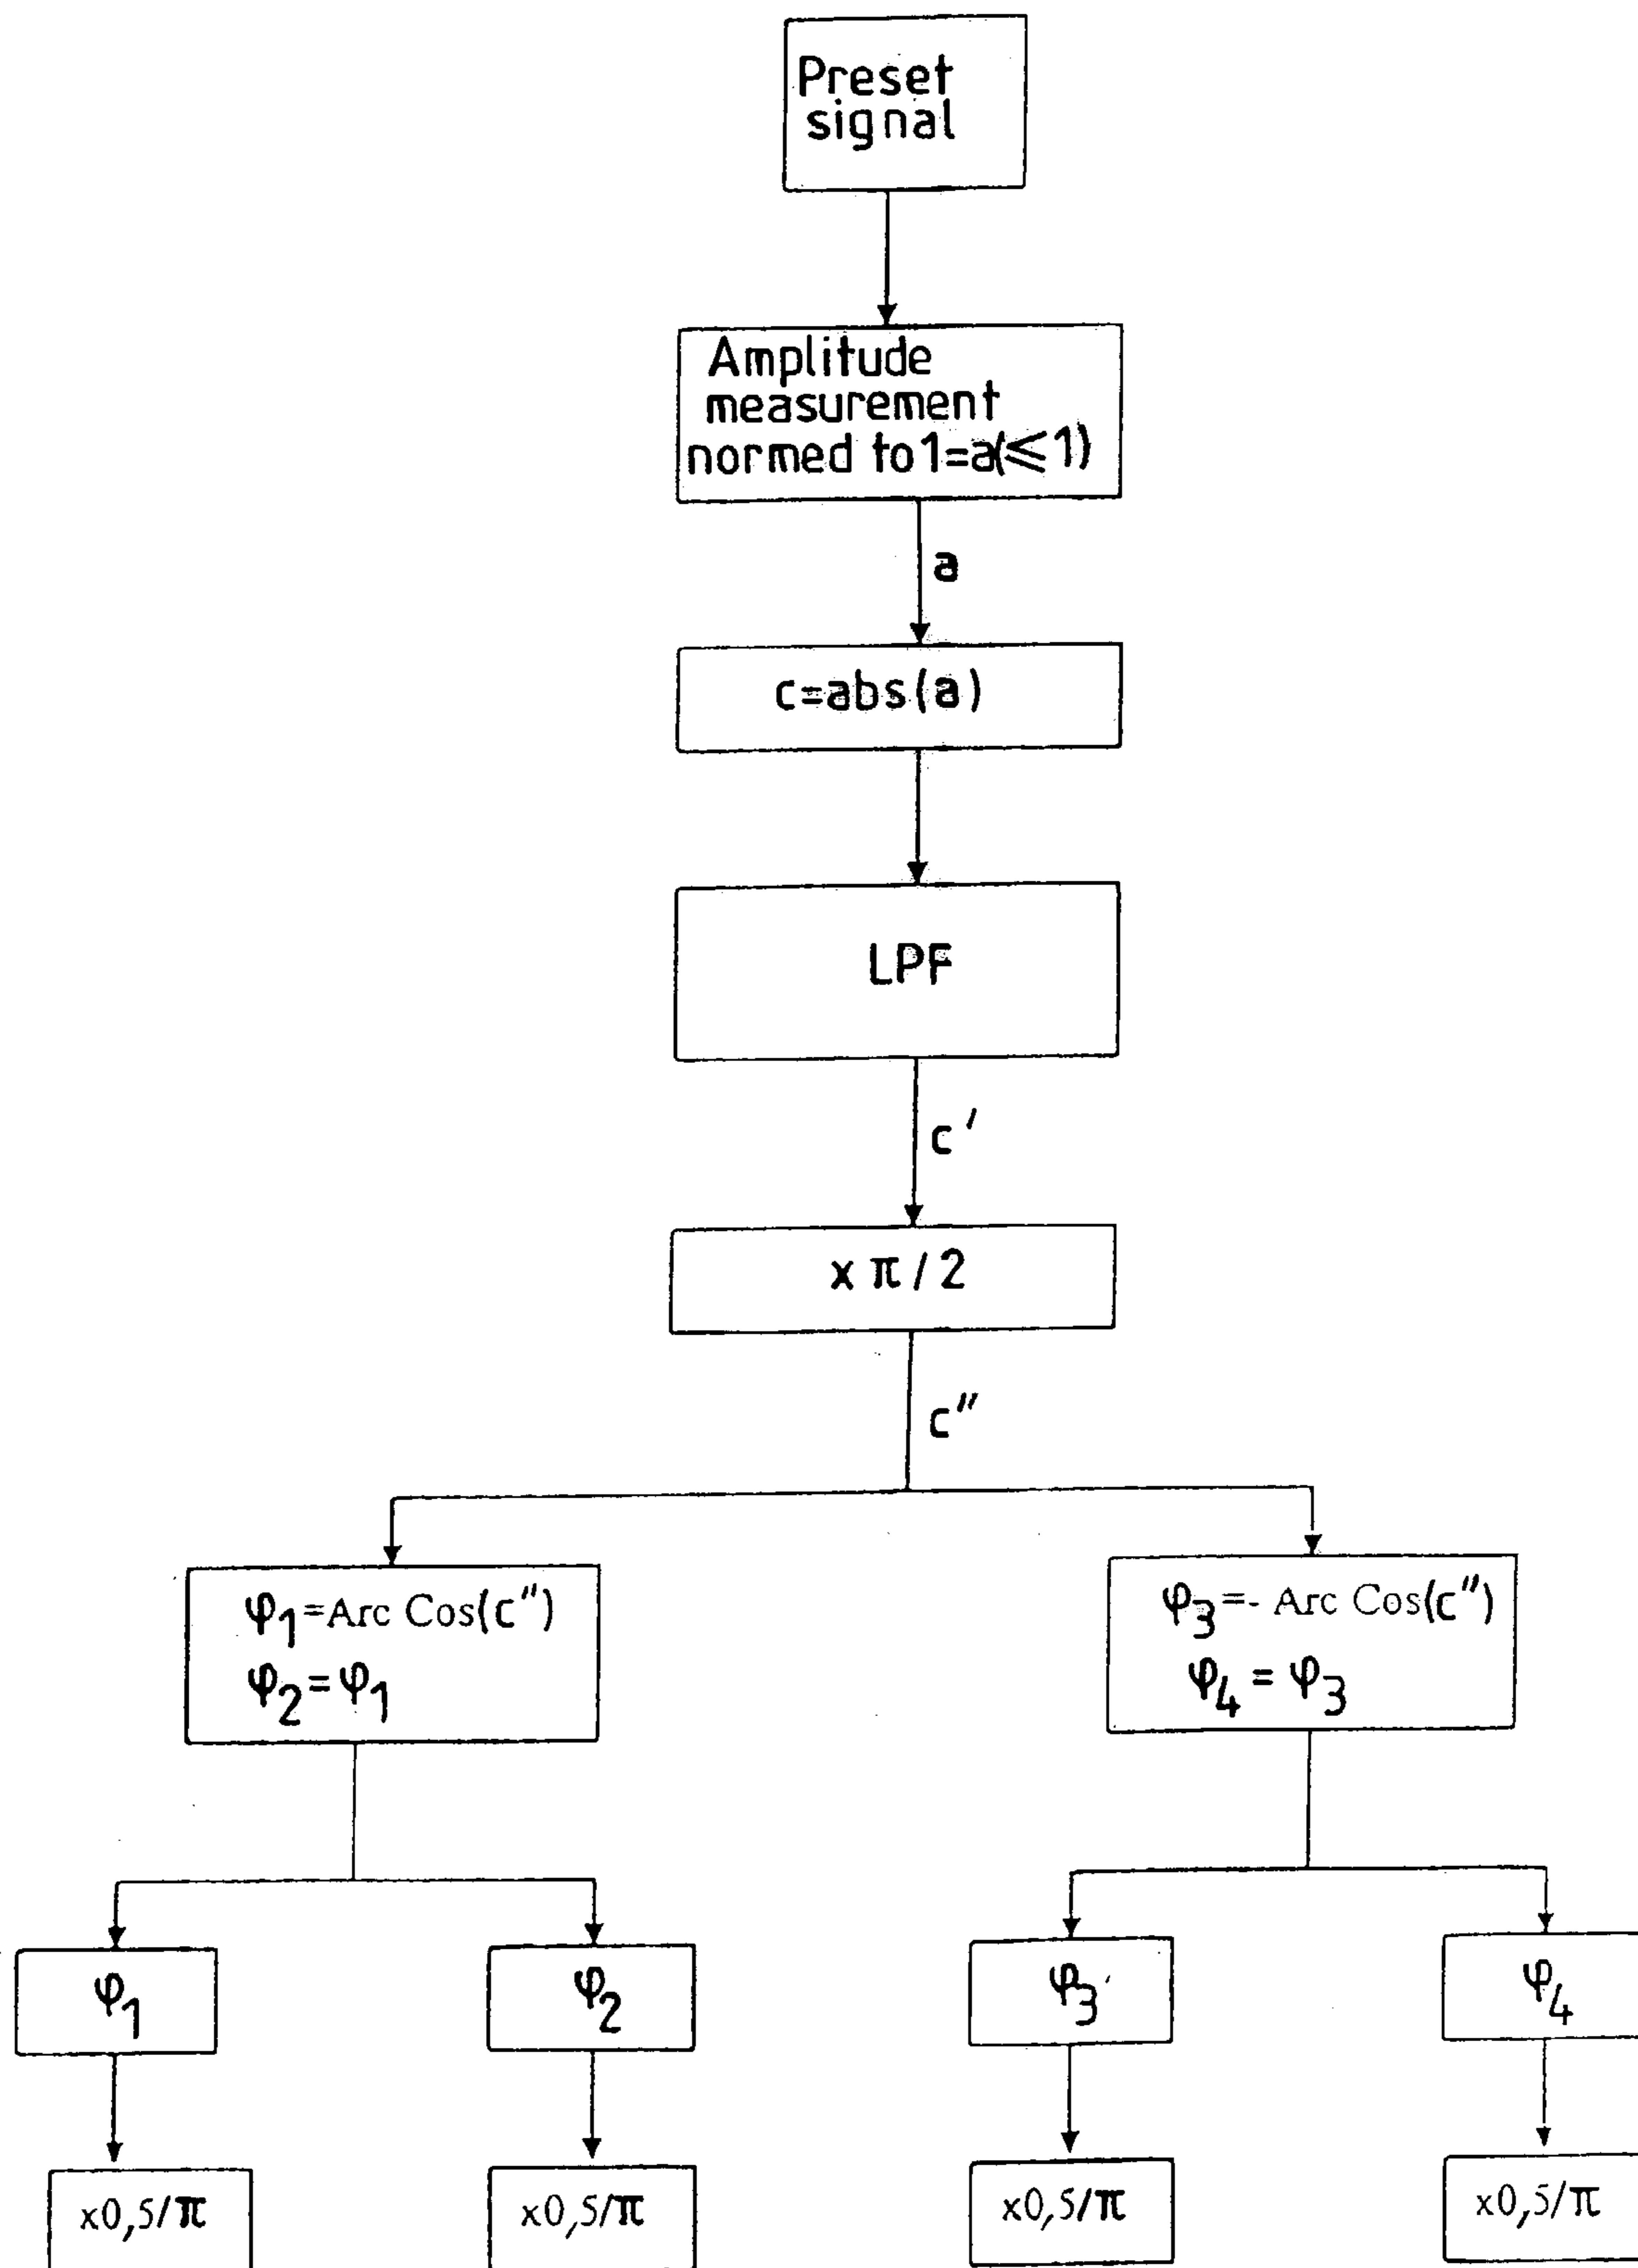 Preset
signal
Amplitude
measurement
normed to 1=a(≤1)
a
c=abs(a)
LPF
c'
x π / 2
c"
φ1=Arc Cos(c")
φ2=φ1
φ3=- Arc Cos(c")
φ4 = φ3
φ1
φ2
φ3
φ4
x0,5/π
x0,5/π
x0,5/π
x0,5/π